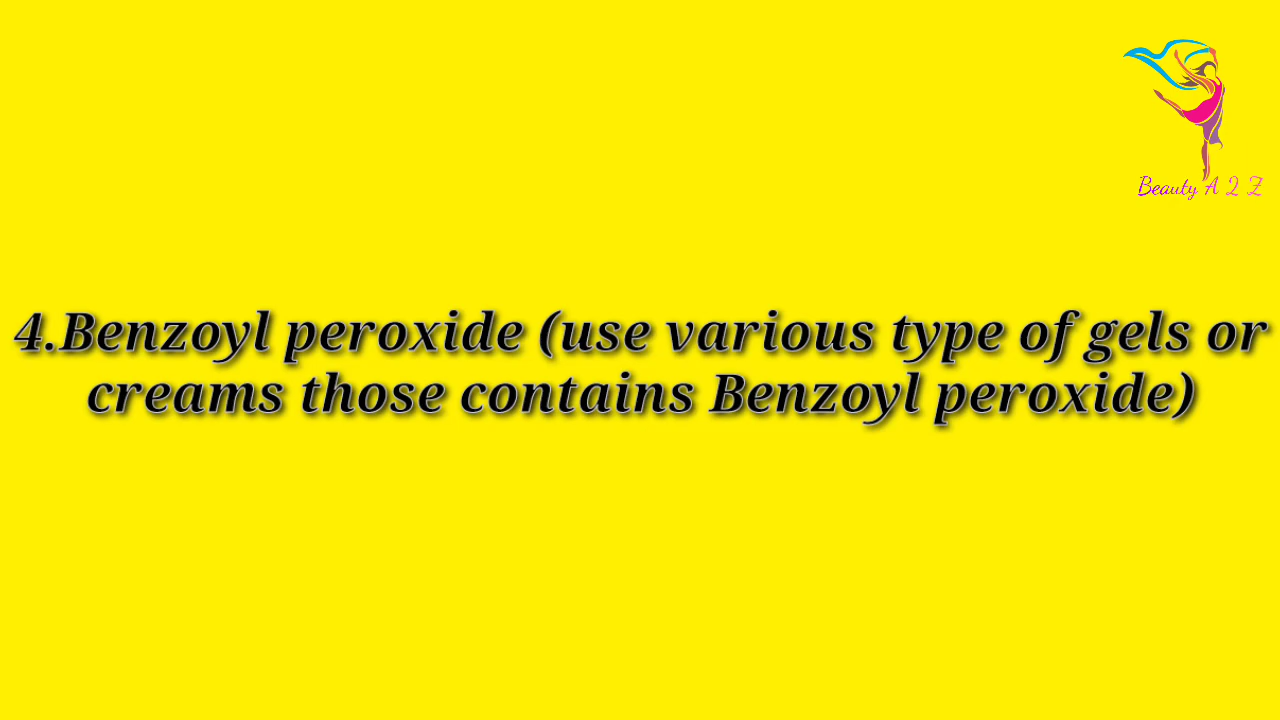 Beauty A 2 Z
4.Benzoyl peroxide (use various type of gels or
creams those contains Benzoyl peroxide)